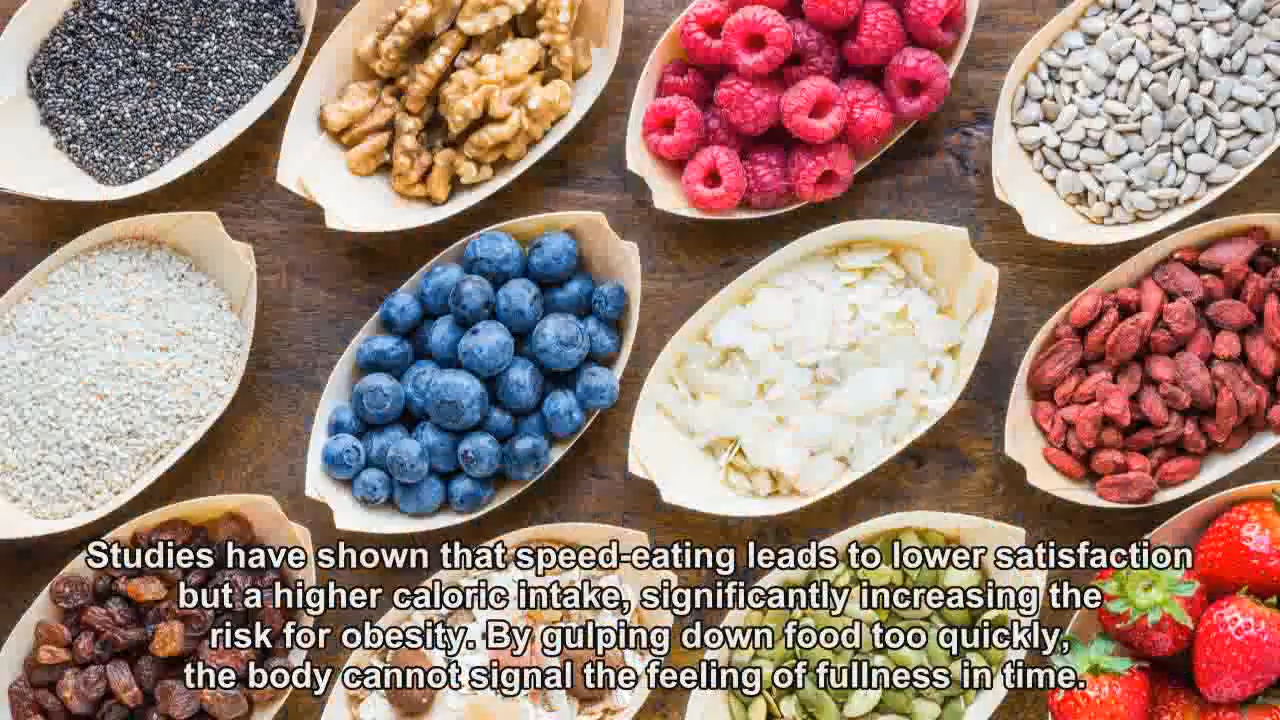 Studies have shown that speed-eating leads to lower satisfaction
but a higher caloric intake, significantly increasing the
risk for obesity. By gulping down food too quickly,
the body cannot signal the feeling of fullness in time.